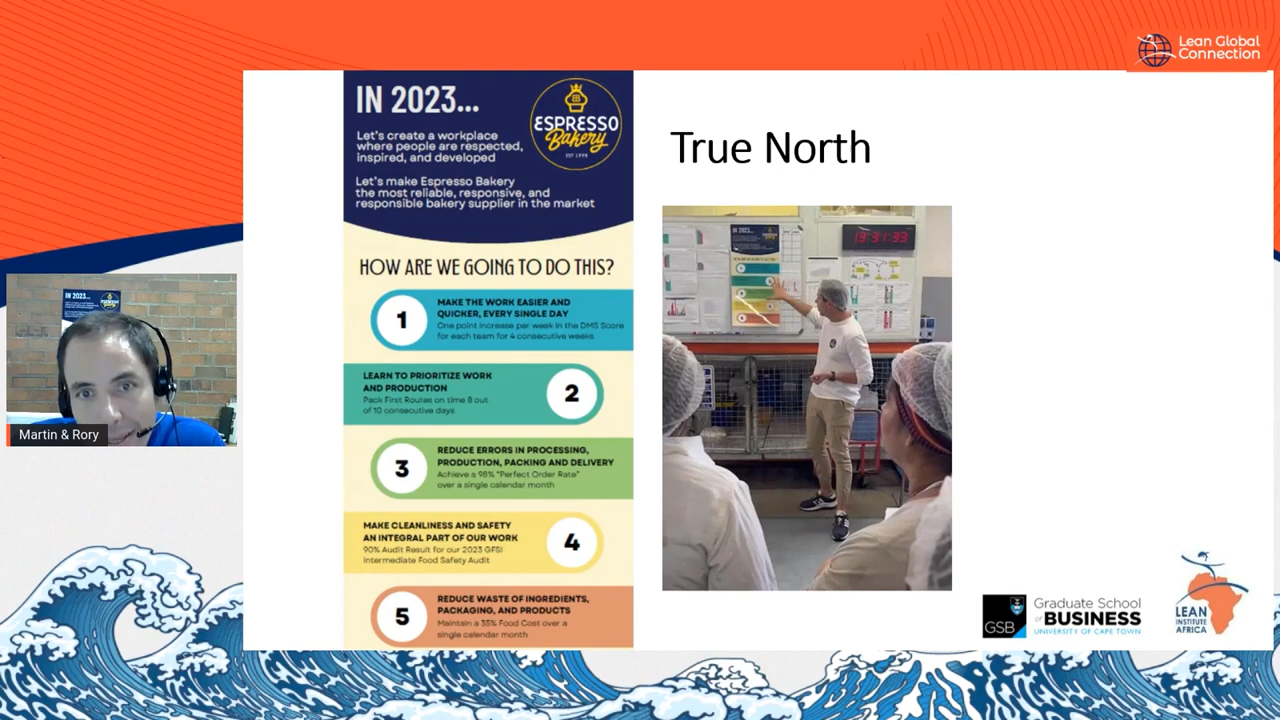 Lean Global
Connection
IN 2023...
ESPRESSO
Bakery
Let's create a workplace
where people are respected,
inspired, and developed
Let's make Espresso Bakery
the most reliable, responsive, and
responsible bakery supplier in the market
True North
HOW ARE WE GOING TO DO THIS?
1
MAKE THE WORK EASIER AND
QUICKER, EVERY SINGLE DAY
One point increase per week in the DMS Score
for each team for 4 consecutive weeks
LEARN TO PRIORITIZE WORK
AND PRODUCTION
Pack First Routes on time 8 out
of 10 consecutive days
2
3
REDUCE ERRORS IN PROCESSING,
PRODUCTION, PACKING AND DELIVERY
Achieve a 98% "Perfect Order Rate"
over a single calendar month
MAKE CLEANLINESS AND SAFETY
AN INTEGRAL PART OF OUR WORK
90% Audit Result for our 2023 GFSI
Intermediate Food Safety Audit
4
5
REDUCE WASTE OF INGREDIENTS,
PACKAGING, AND PRODUCTS
Maintain a 35% Food Cost over a
single calendar month
IN 2023...
IN 2023...
Martin & Rory
GSB
Graduate School
of BUSINESS
UNIVERSITY OF CAPE TOWN
LEAN
INSTITUTE
AFRICA